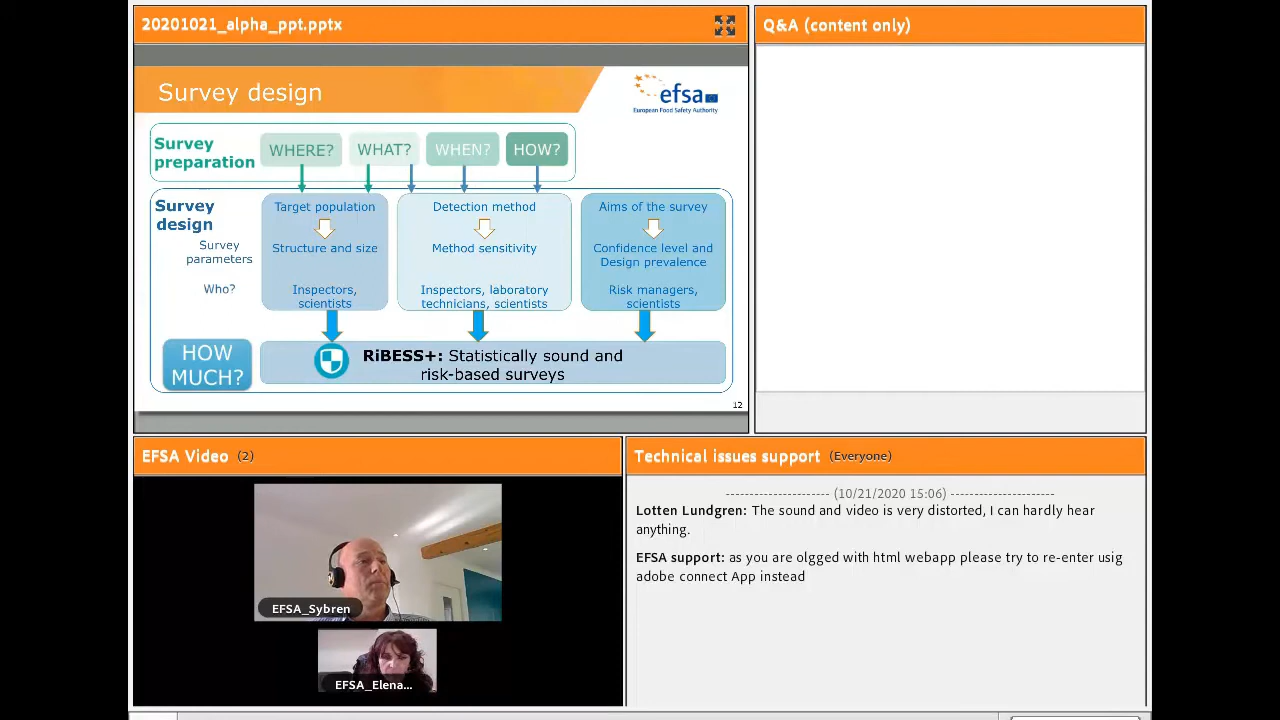 20201021_alpha_ppt.pptx
Q&A (content only)
Survey design
efsa
European Food Safety Authority
Survey
preparation
WHERE?
WHAT?
WHEN?
HOW?
Survey
design
Survey
parameters
Who?
Target population
Structure and size
Inspectors,
scientists
Detection method
Method sensitivity
Inspectors, laboratory
technicians, scientists
Aims of the survey
Confidence level and
Design prevalence
Risk managers,
scientists
HOW
MUCH?
RiBESS+: Statistically sound and
risk-based surveys
12
EFSA Video (2)
EFSA_Sybren
EFSA_Elena...
Technical issues support (Everyone)
---------------------- (10/21/2020 15:06) --------------------
Lotten Lundgren: The sound and video is very distorted, I can hardly hear
anything.
EFSA support: as you are olgged with html webapp please try to re-enter usig
adobe connect App instead